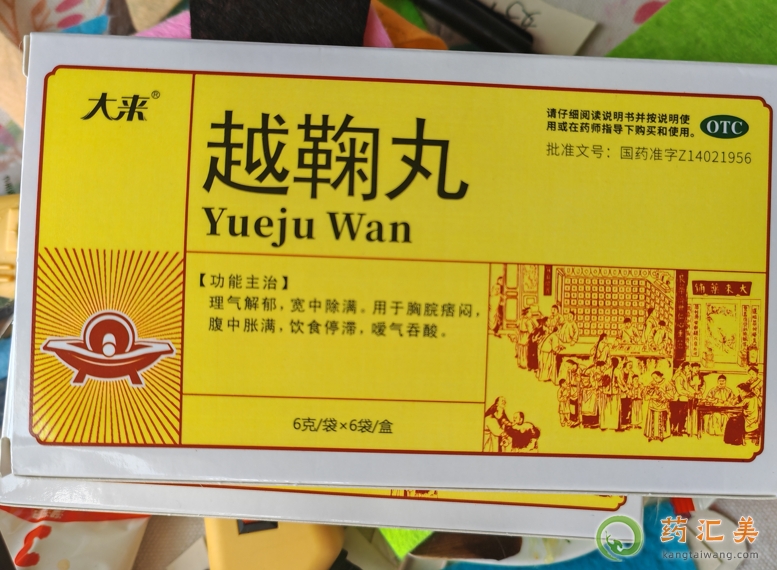 大来®
越鞠丸
Yueju Wan
请仔细阅读说明书并按说明使
用或在药师指导下购买和使用。
OTC
批准文号：国药准字Z14021956
【功能主治】
理气解郁，宽中除满。用于胸脘痞闷，
腹中胀满，饮食停滞，嗳气吞酸。
6克/袋×6袋/盒
药汇美
kangtaiwang.com